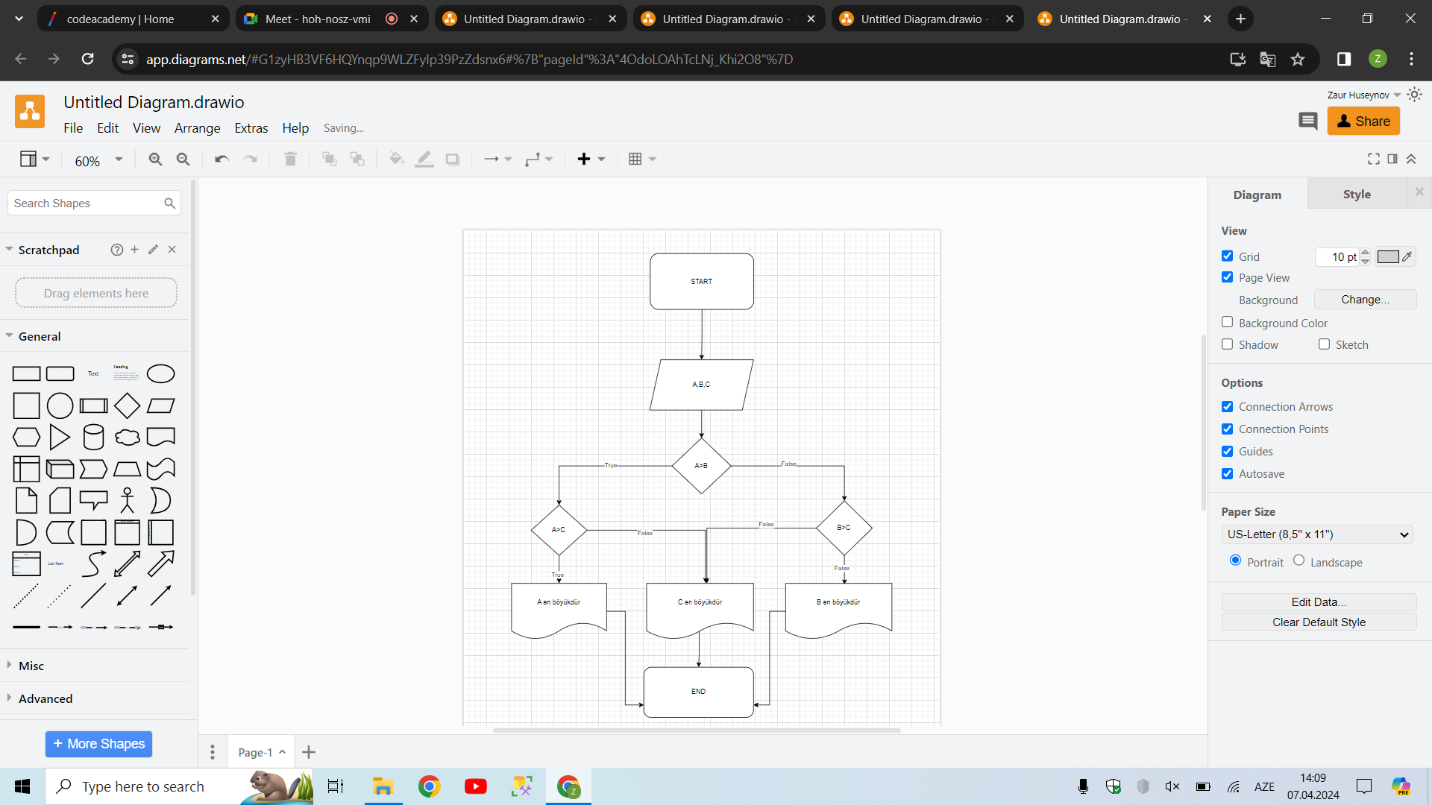 codeacademy | Home
Meet - hoh-nosz-vmi
Untitled Diagram.drawio -
Untitled Diagram.drawio -
Untitled Diagram.drawio -
Untitled Diagram.drawio -
app.diagrams.net/#G1zyHB3VF6HQYnqp9WLZFyIp39PzZdsnx6#%7B"pageId"%3A"4OdoLOAhTcLNj_Khi2O8"%7D
Z
Untitled Diagram.drawio
Zaur Huseynov
File Edit View Arrange Extras Help Saving...
Share
60%
Search Shapes
Scratchpad
Drag elements here
General
Text
Heading
List Item
Misc
Advanced
+ More Shapes
START
A,B,C
A>B
True
False
A>C
B>C
False
False
True
False
A en böyükdür
C en böyükdür
B en böyükdür
END
Page-1
Diagram
Style
View
Grid
10 pt
Page View
Background
Change...
Background Color
Shadow
Sketch
Options
Connection Arrows
Connection Points
Guides
Autosave
Paper Size
US-Letter (8,5" x 11")
Portrait
Landscape
Edit Data...
Clear Default Style
Type here to search
AZE
14:09
07.04.2024
PRE